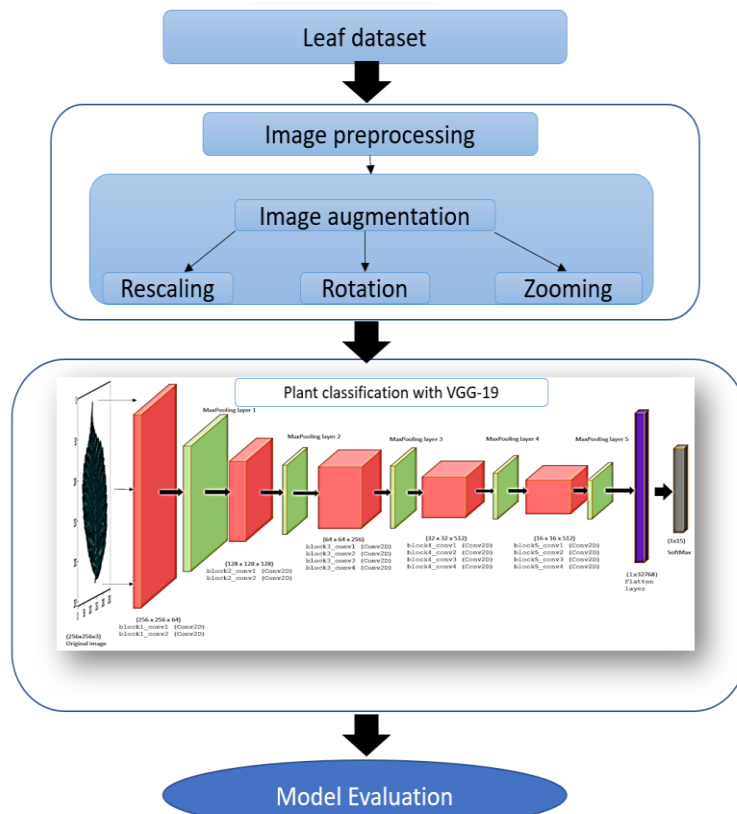 Leaf dataset
Image preprocessing
Image augmentation
Rescaling
Rotation
Zooming
Plant classification with VGG-19
MaxPooling layer 1
MaxPooling layer 2
MaxPooling layer 3
MaxPooling layer 4
MaxPooling layer 5
(256x256x3)
Original image
(256 x 256 x 64)
block1_conv1 (Conv2D)
block1_conv2 (Conv2D)
(128 x 128 x 128)
block2_conv1 (Conv2D)
block2_conv2 (Conv2D)
(64 x 64 x 256)
block3_conv1 (Conv2D)
block3_conv2 (Conv2D)
block3_conv3 (Conv2D)
block3_conv4 (Conv2D)
(32 x 32 x 512)
block4_conv1 (Conv2D)
block4_conv2 (Conv2D)
block4_conv3 (Conv2D)
block4_conv4 (Conv2D)
(16 x 16 x 512)
block5_conv1 (Conv2D)
block5_conv2 (Conv2D)
block5_conv3 (Conv2D)
block5_conv4 (Conv2D)
(1x32768)
Flatten
layer
(1x15)
SoftMax
Model Evaluation